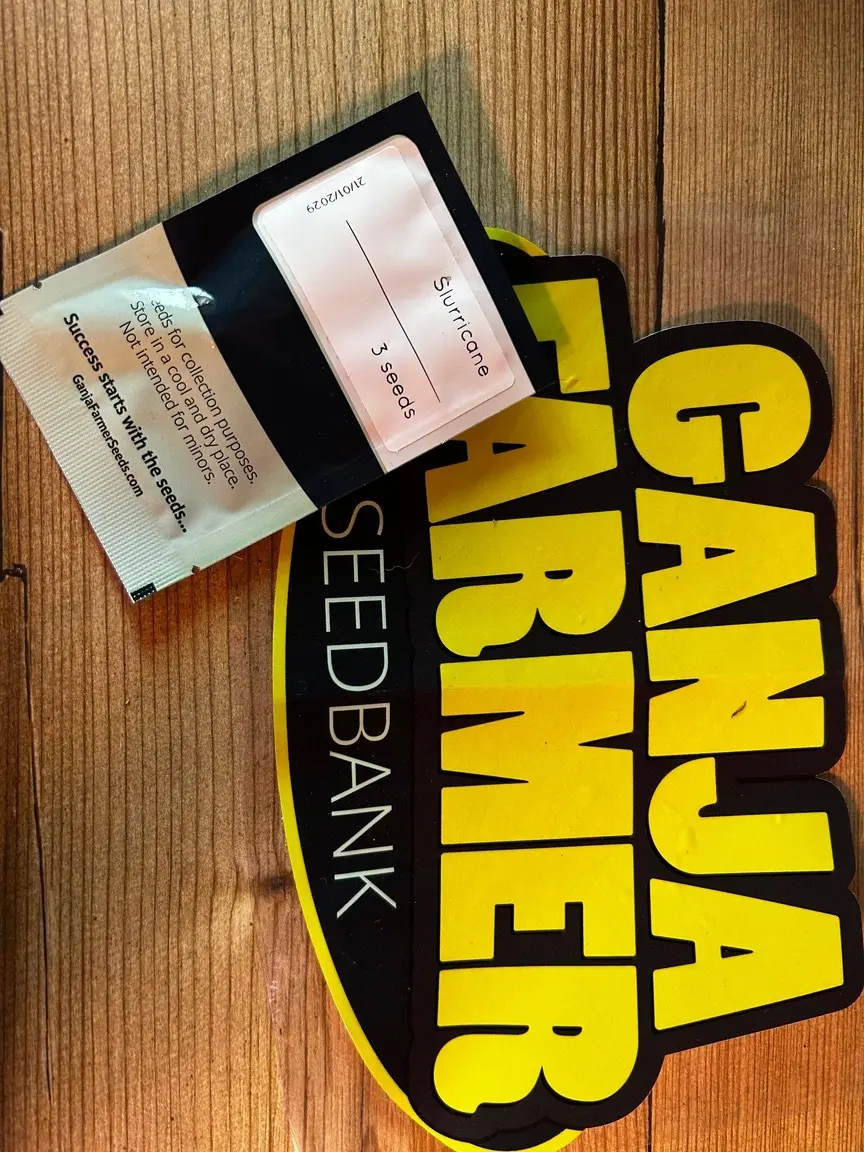 GANJA
FARMER
SEEDBANK
Slurricane
3 seeds
21/01/2029
eeds for collection purposes.
Store in a cool and dry place.
Not intended for minors.
Success starts with the seeds...
GanjaFarmerSeeds.com